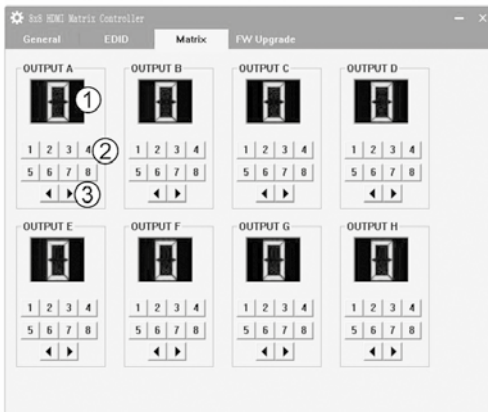 8x8 HDMI Matrix Controller
General EDID Matrix FW Upgrade
OUTPUT A OUTPUT B OUTPUT C OUTPUT D
①
1 2 3 4 ② 1 2 3 4 1 2 3 4 1 2 3 4
5 6 7 8 5 6 7 8 5 6 7 8 5 6 7 8
③
OUTPUT E OUTPUT F OUTPUT G OUTPUT H
1 2 3 4 1 2 3 4 1 2 3 4 1 2 3 4
5 6 7 8 5 6 7 8 5 6 7 8 5 6 7 8